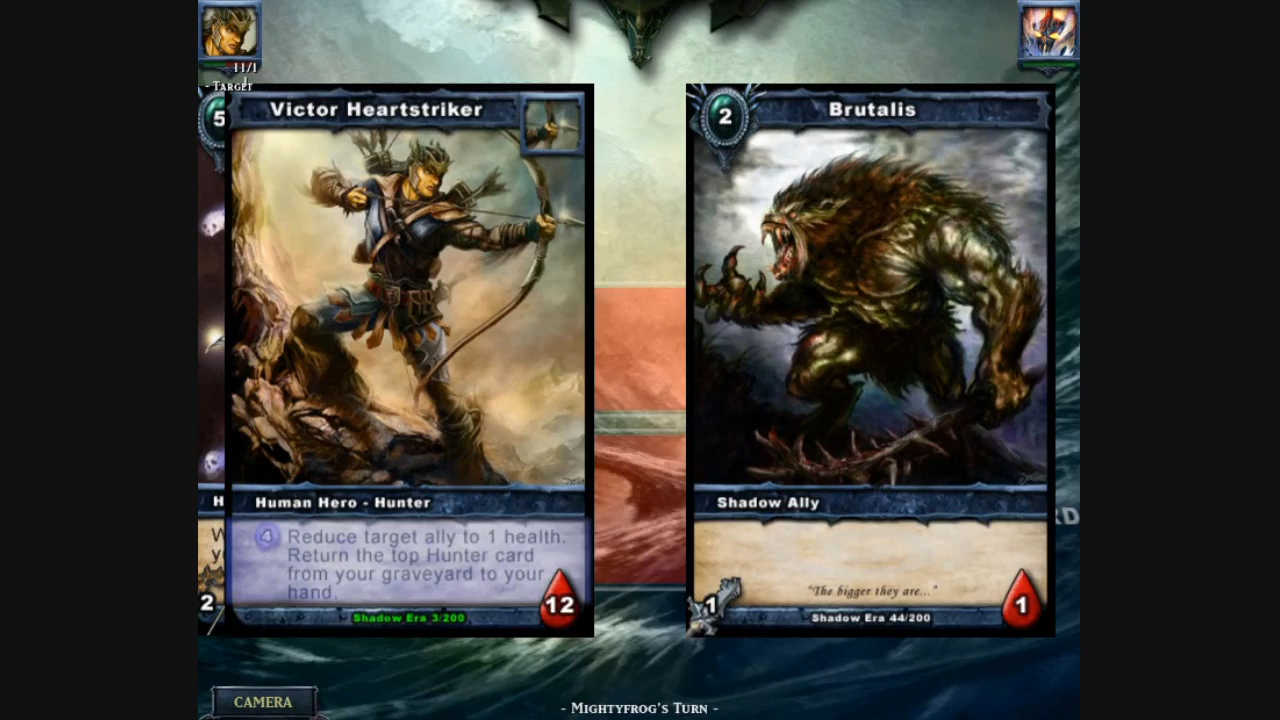 11/1
- Target
5
Victor Heartstriker
2
Brutalis
H
Human Hero - Hunter
Shadow Ally
W
4 Reduce target ally to 1 health.
y
Return the top Hunter card
from your graveyard to your
hand.
"The bigger they are..."
2
12
1
1
Shadow Era 3/200
Shadow Era 44/200
CAMERA
- Mightyfrog's Turn -